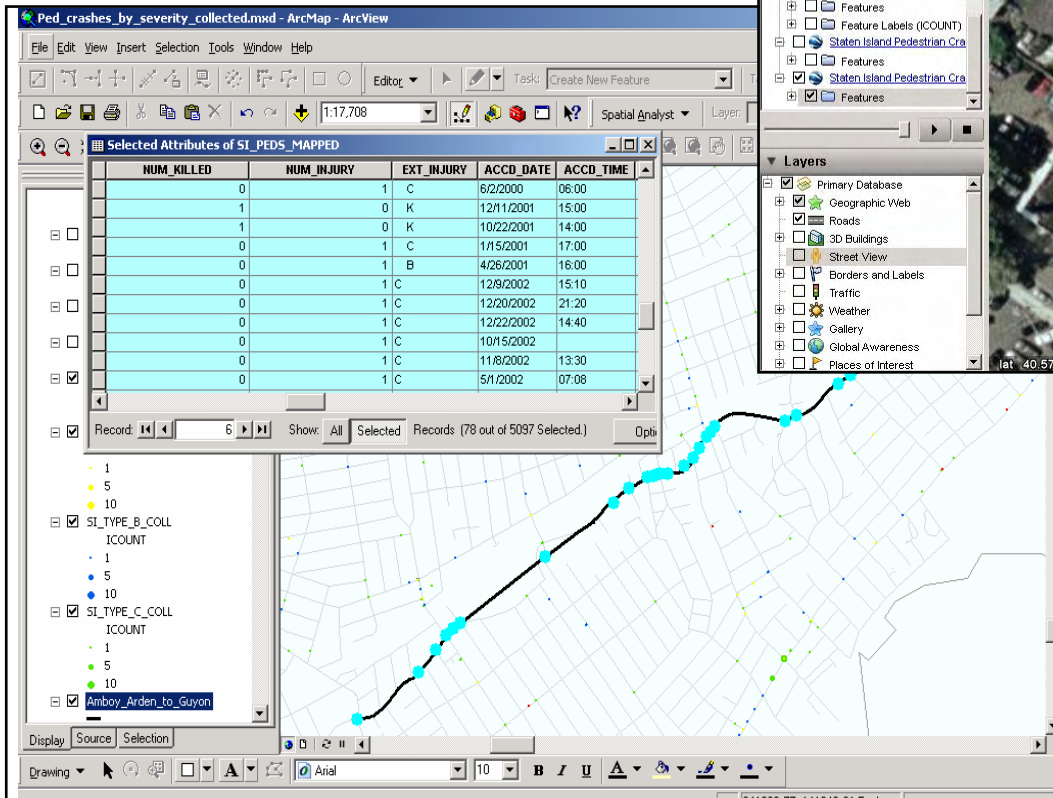 Ped_crashes_by_severity_collected.mxd - ArcMap - ArcView
File Edit View Insert Selection Tools Window Help
Editor Task: Create New Feature
1:17,708 Spatial Analyst Layer:
Selected Attributes of SI_PEDS_MAPPED
NUM_KILLED NUM_INJURY EXT_INJURY ACCD_DATE ACCD_TIME
0 1 C 6/2/2000 06:00
1 0 K 12/11/2001 15:00
1 0 K 10/22/2001 14:00
0 1 C 1/15/2001 17:00
0 1 B 4/26/2001 16:00
0 1 C 12/9/2002 15:10
0 1 C 12/20/2002 21:20
0 1 C 12/22/2002 14:40
0 1 C 10/15/2002
0 1 C 11/8/2002 13:30
0 1 C 5/1/2002 07:08
Record: 6 Show: All Selected Records (78 out of 5097 Selected.) Opti
1
5
10
SI_TYPE_B_COLL
ICOUNT
1
5
10
SI_TYPE_C_COLL
ICOUNT
1
5
10
Amboy_Arden_to_Guyon
Display Source Selection
Drawing A Arial 10 B I U A
Features
Feature Labels (ICOUNT)
Staten Island Pedestrian Cra
Features
Staten Island Pedestrian Cra
Features
Layers
Primary Database
Geographic Web
Roads
3D Buildings
Street View
Borders and Labels
Traffic
Weather
Gallery
Global Awareness
Places of Interest
lat 40.57